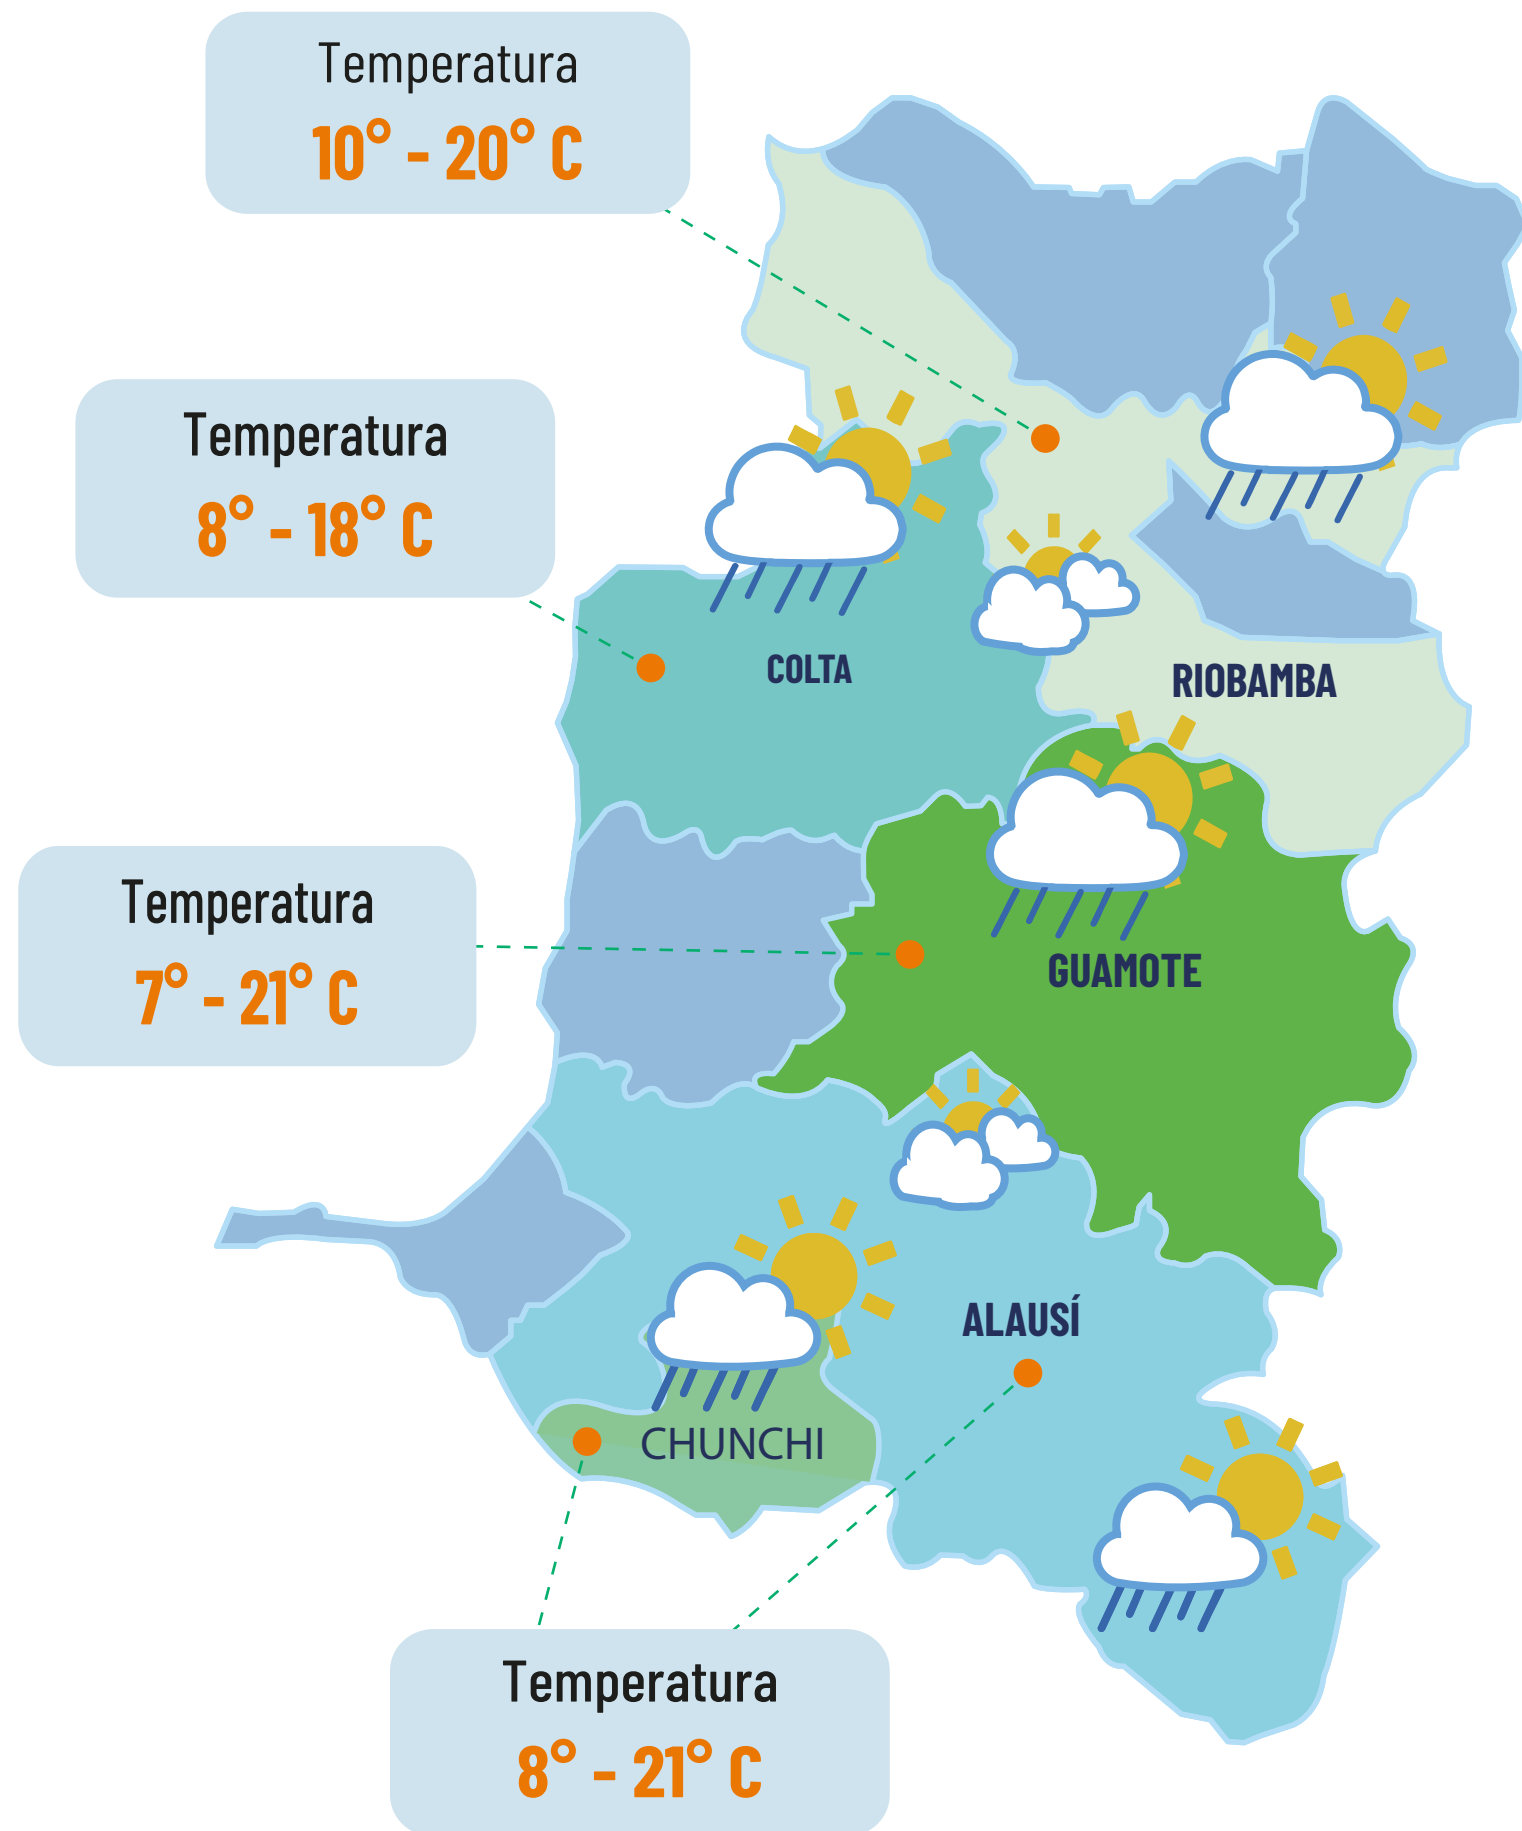 Temperatura
10° - 20° C
Temperatura
8° - 18° C
COLTA
RIOBAMBA
Temperatura
7° - 21° C
GUAMOTE
ALAUSÍ
CHUNCHI
Temperatura
8° - 21° C